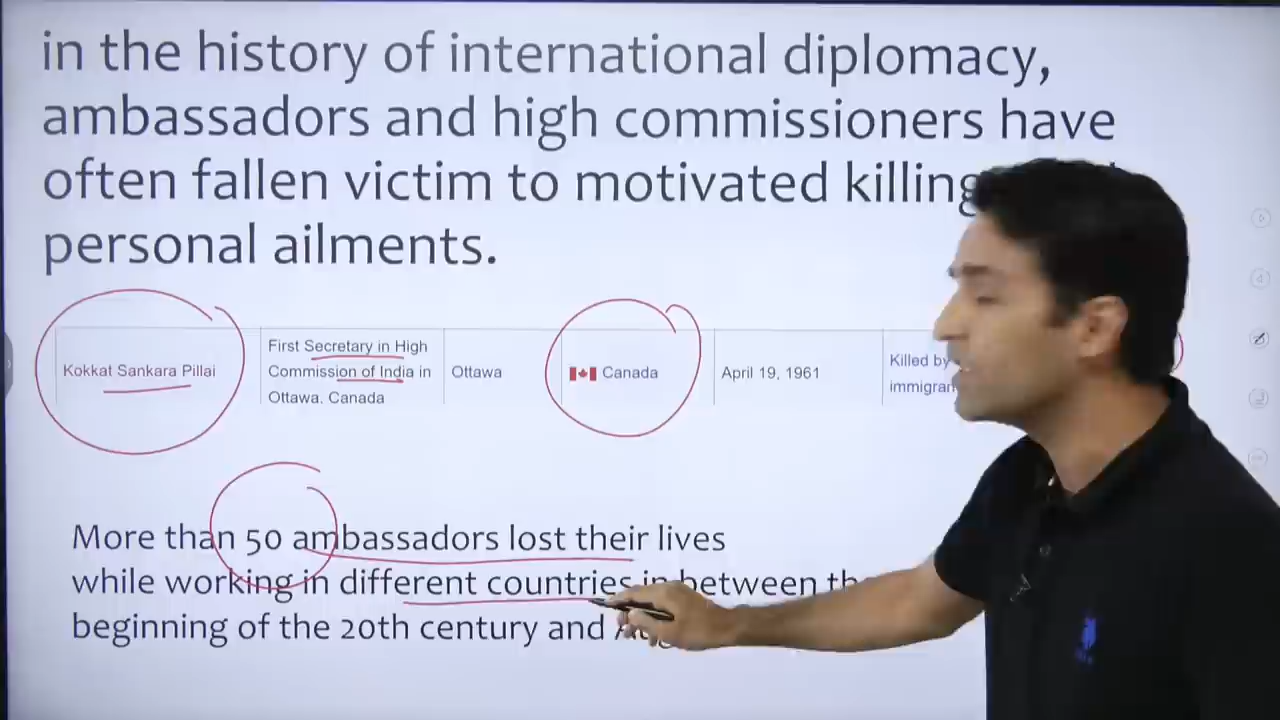 in the history of international diplomacy,
ambassadors and high commissioners have
often fallen victim to motivated killing
personal ailments.
Kokkat Sankara Pillai
First Secretary in High
Commission of India in
Ottawa, Canada
Ottawa
Canada
April 19, 1961
Killed by
immigran
More than 50 ambassadors lost their lives
while working in different countries in between
beginning of the 20th century and